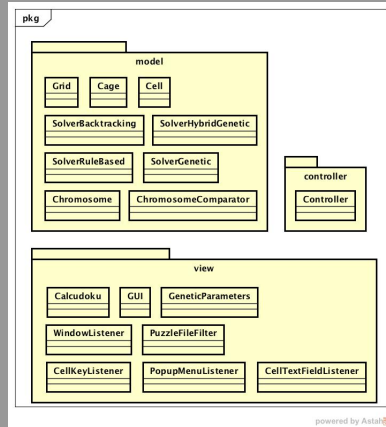 pkg
model
Grid Cage Cell
SolverBacktracking SolverHybridGenetic
SolverRuleBased SolverGenetic
Chromosome ChromosomeComparator
controller
Controller
view
Calcudoku GUI GeneticParameters
WindowListener PuzzleFileFilter
CellKeyListener PopupMenuListener CellTextFieldListener
powered by Astah